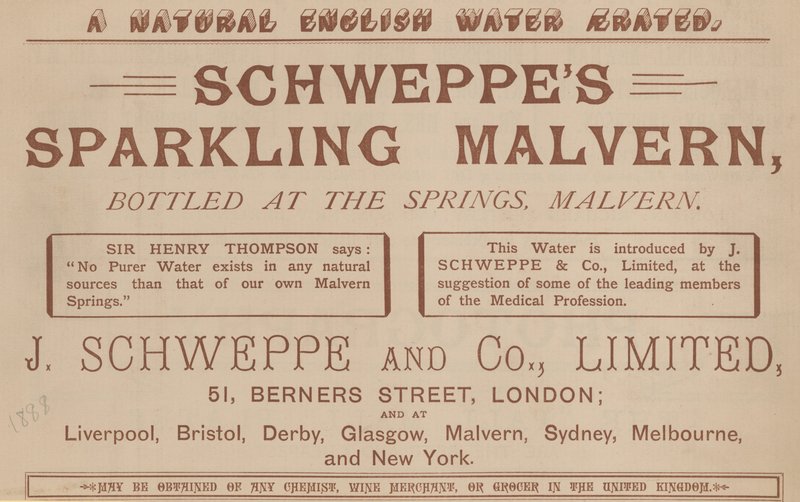 A NATURAL ENGLISH WATER ÆRATED.
SCHWEPPE'S
SPARKLING MALVERN,
BOTTLED AT THE SPRINGS, MALVERN.
SIR HENRY THOMPSON says:
"No Purer Water exists in any natural
sources than that of our own Malvern
Springs."
This Water is introduced by J.
SCHWEPPE & Co., Limited, at the
suggestion of some of the leading members
of the Medical Profession.
J. SCHWEPPE AND Co., LIMITED,
51, BERNERS STREET, LONDON;
AND AT
Liverpool, Bristol, Derby, Glasgow, Malvern, Sydney, Melbourne,
and New York.
1888
MAY BE OBTAINED OF ANY CHEMIST, WINE MERCHANT, OR GROCER IN THE UNITED KINGDOM.